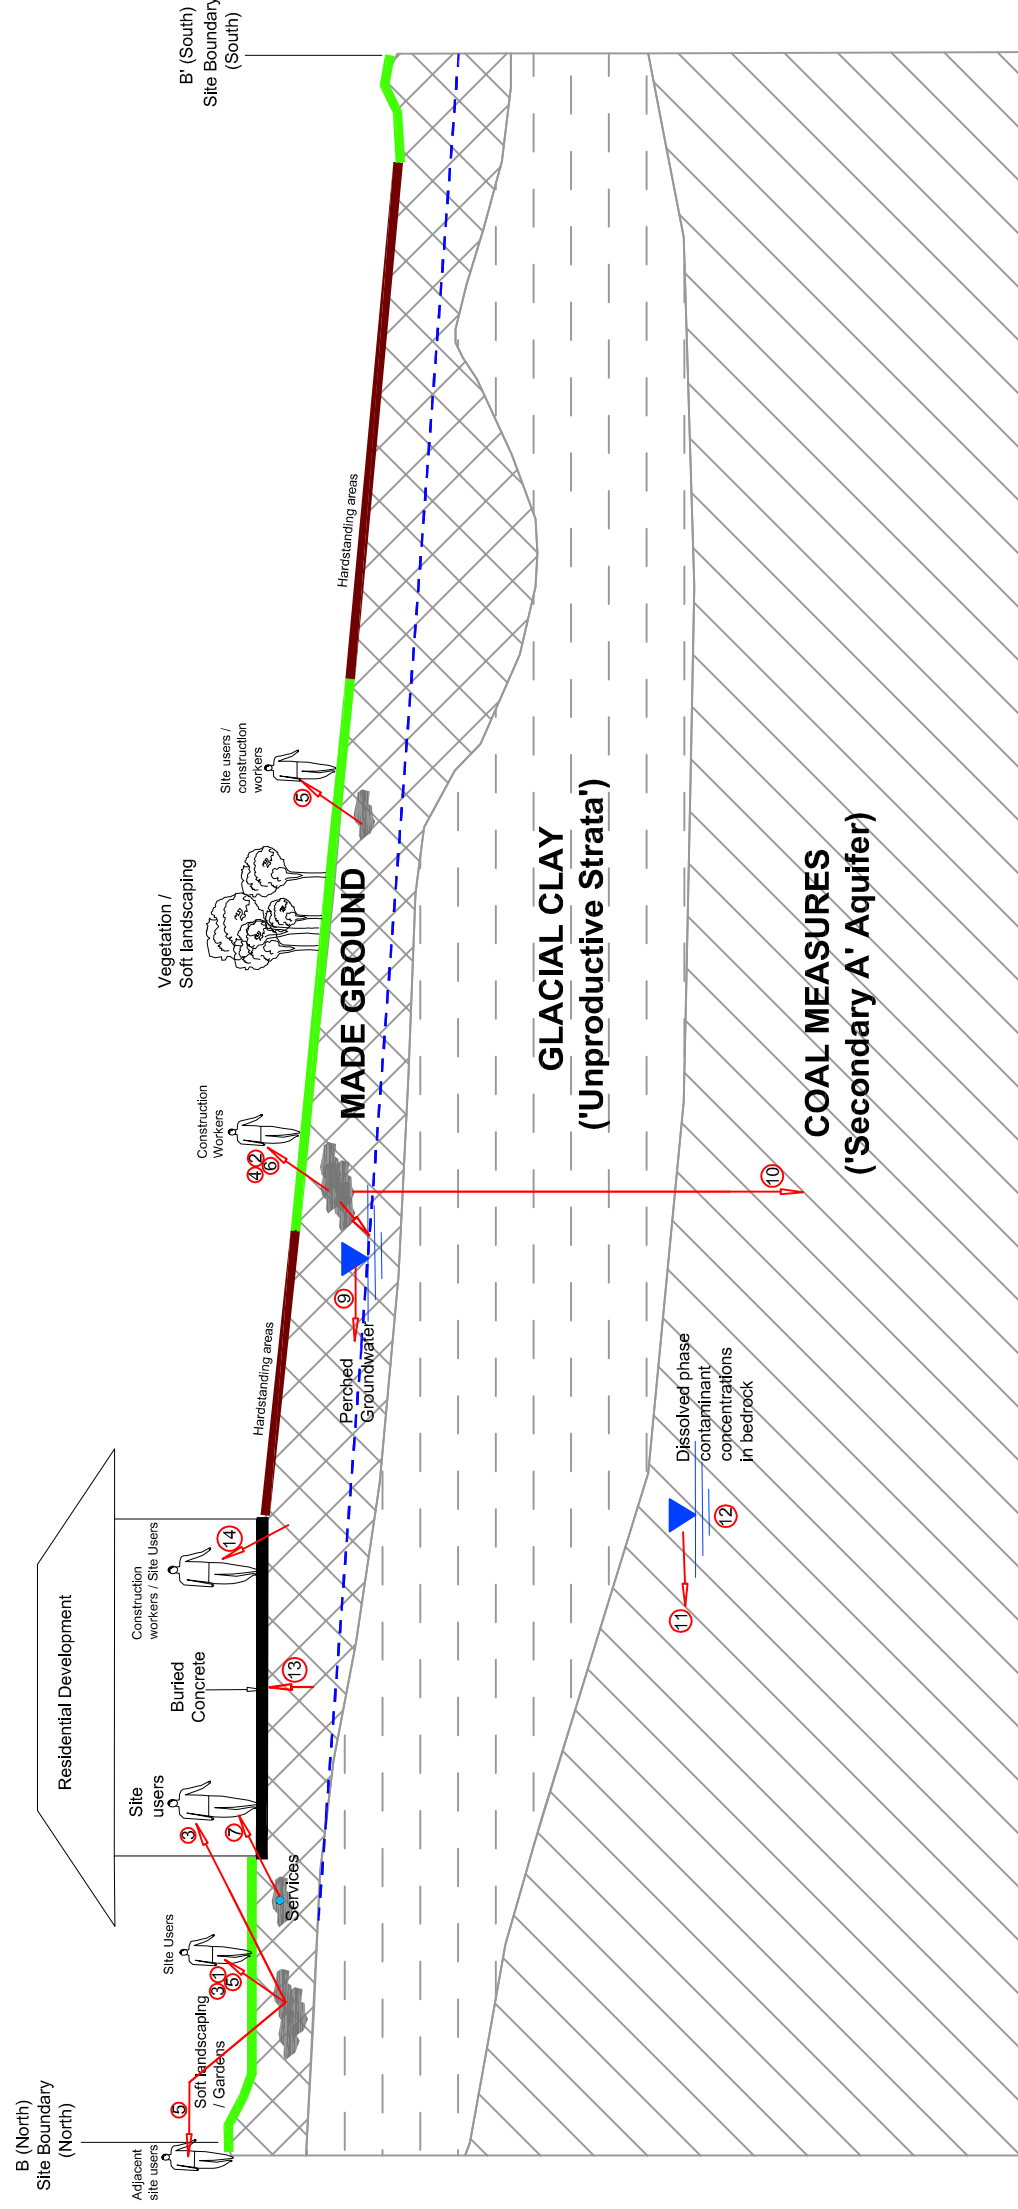 B (North)
Site Boundary
(North)
Adjacent
site users
5
Soft landscaping
/ Gardens
Site Users
3
1
5
Services
Site
users
3
7
Residential Development
Buried
Concrete
13
Construction
workers / Site Users
14
Hardstanding areas
Perched
Groundwater
9
Construction
Workers
4
2
6
10
MADE GROUND
Vegetation /
Soft landscaping
Site users /
construction
workers
5
Hardstanding areas
B' (South)
Site Boundary
(South)
GLACIAL CLAY
('Unproductive Strata')
COAL MEASURES
('Secondary A' Aquifer)
Dissolved phase
contaminant
concentrations
in bedrock
11
12